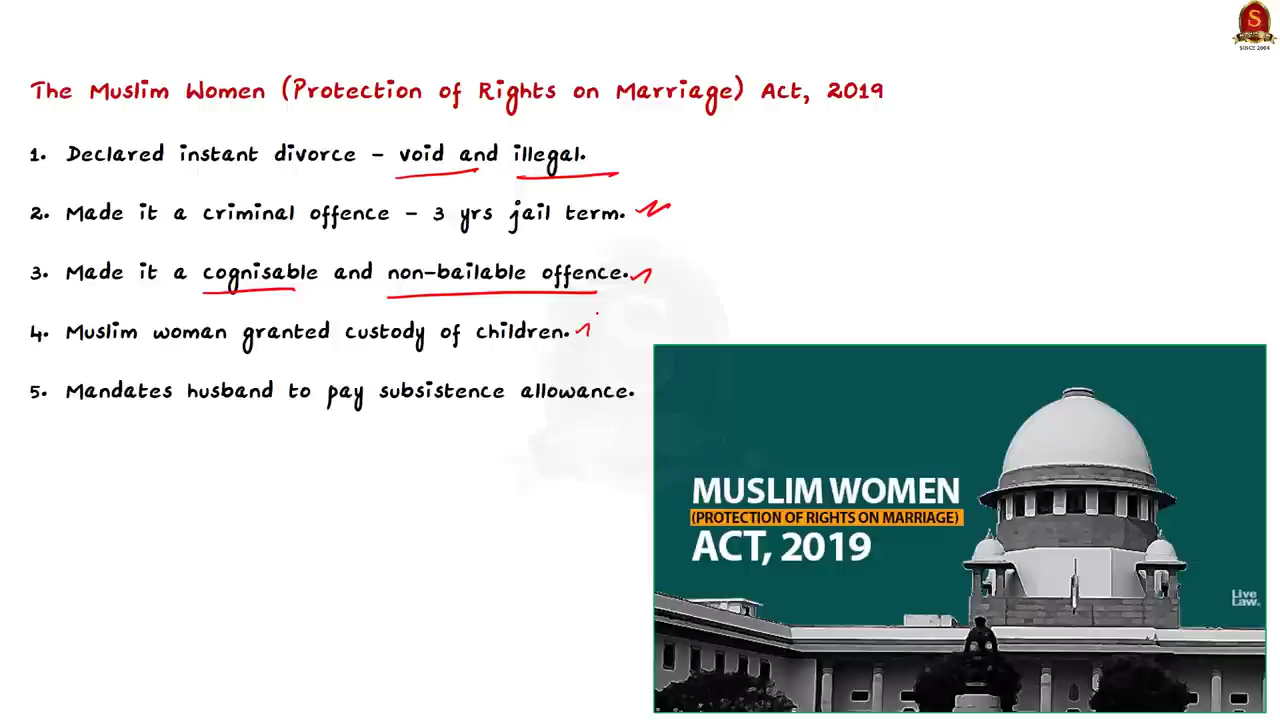 S
SINCE 2004
The Muslim Women (Protection of Rights on Marriage) Act, 2019
1. Declared instant divorce - void and illegal.
2. Made it a criminal offence - 3 yrs jail term.
3. Made it a cognisable and non-bailable offence.
4. Muslim woman granted custody of children.
5. Mandates husband to pay subsistence allowance.
MUSLIM WOMEN
(PROTECTION OF RIGHTS ON MARRIAGE)
ACT, 2019
Live
Law.